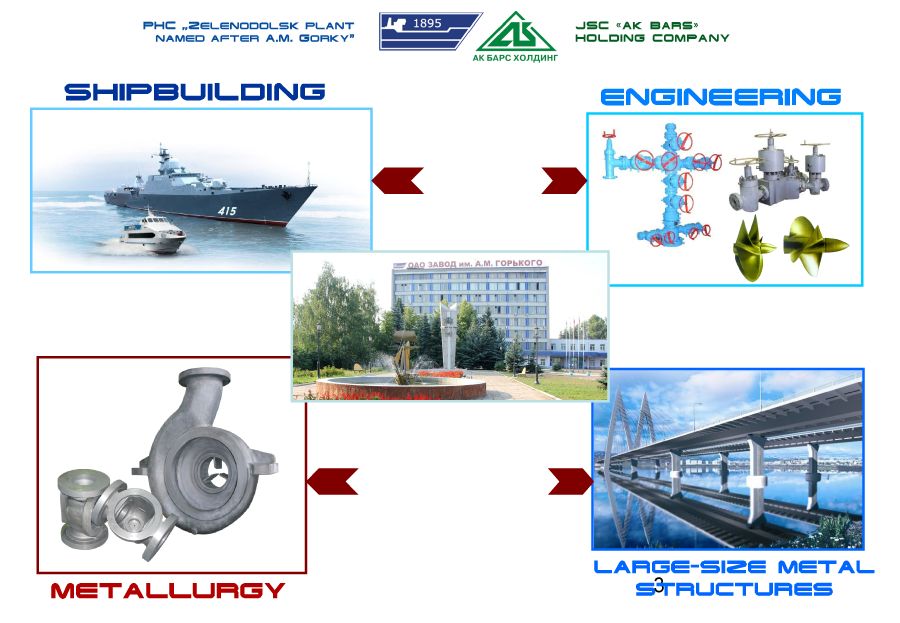 PHC „Zelenodolsk plant
named after A.M. Gorky”
1895
АК БАРС ХОЛДИНГ
JSC «AK BARS»
HOLDING COMPANY
SHIPBUILDING
ENGINEERING
415
ОАО ЗАВОД им. А.М. ГОРЬКОГО
METALLURGY
LARGE-SIZE METAL
STRUCTURES
3